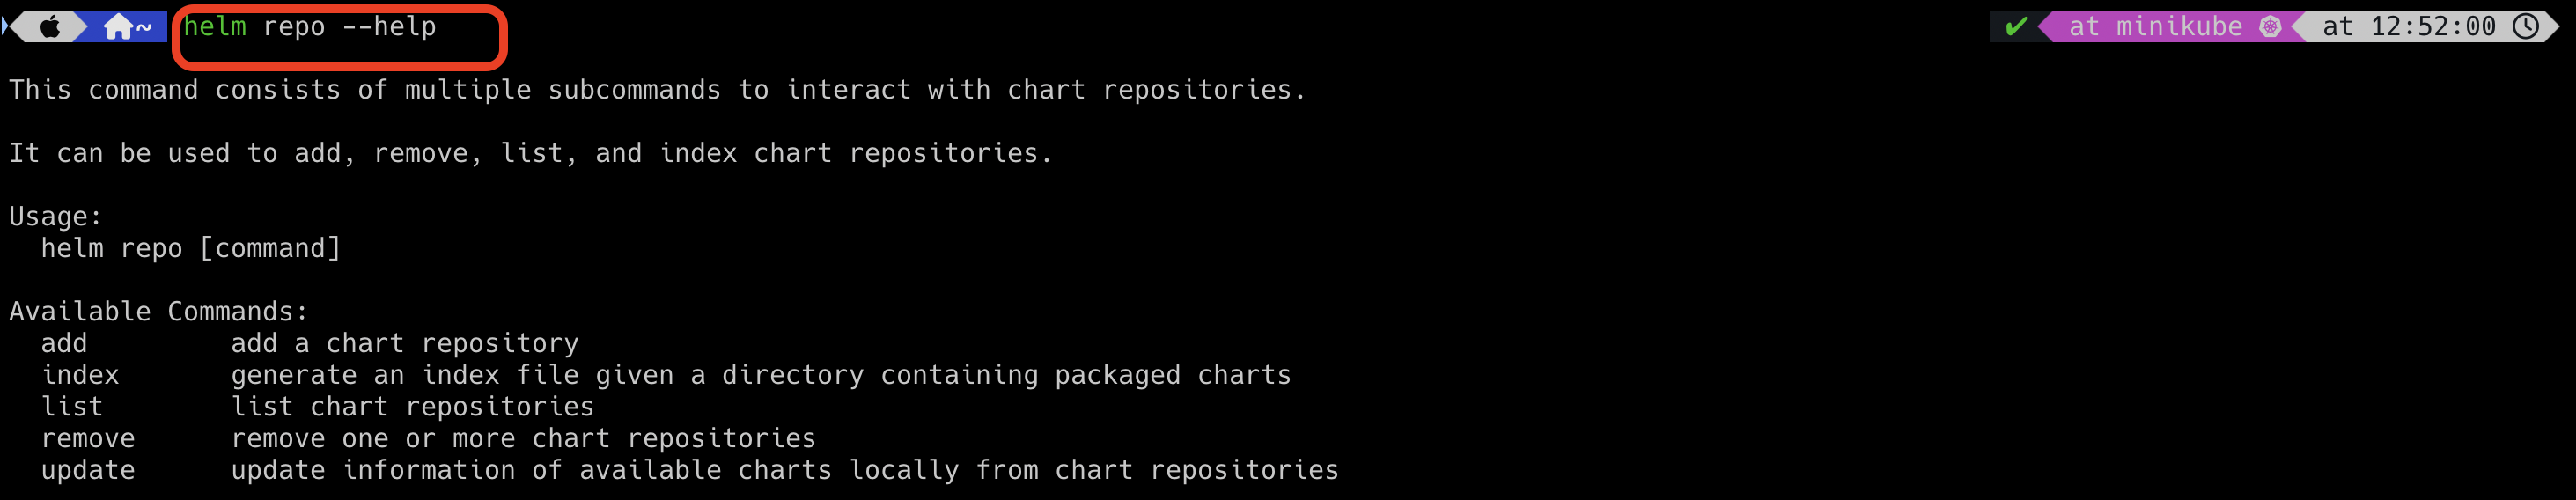 ~ helm repo --help ✔ at minikube at 12:52:00
This command consists of multiple subcommands to interact with chart repositories.
It can be used to add, remove, list, and index chart repositories.
Usage:
helm repo [command]
Available Commands:
add add a chart repository
index generate an index file given a directory containing packaged charts
list list chart repositories
remove remove one or more chart repositories
update update information of available charts locally from chart repositories